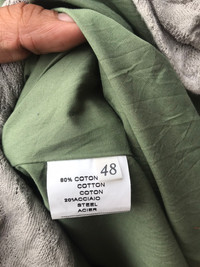 48
80% COTON
COTTON
COTON
20%ACCIAIO
STEEL
ACIER